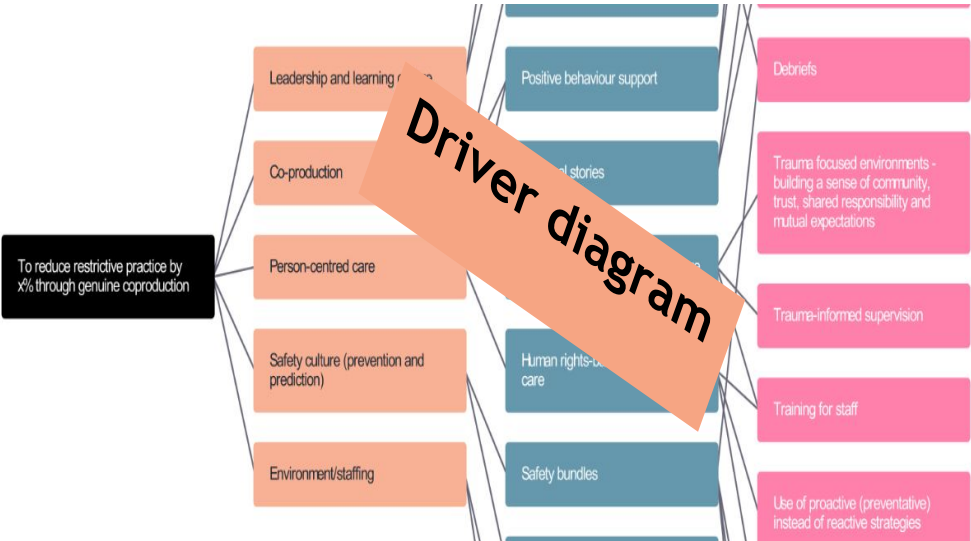 To reduce restrictive practice by
x% through genuine coproduction
Leadership and learning
Co-production
Person-centred care
Safety culture (prevention and
prediction)
Environment/staffing
Positive behaviour support
stories
Human rights-
care
Safety bundles
Debriefs
Trauma focused environments -
building a sense of community,
trust, shared responsibility and
mutual expectations
Trauma-informed supervision
Training for staff
Use of proactive (preventative)
instead of reactive strategies
Driver diagram